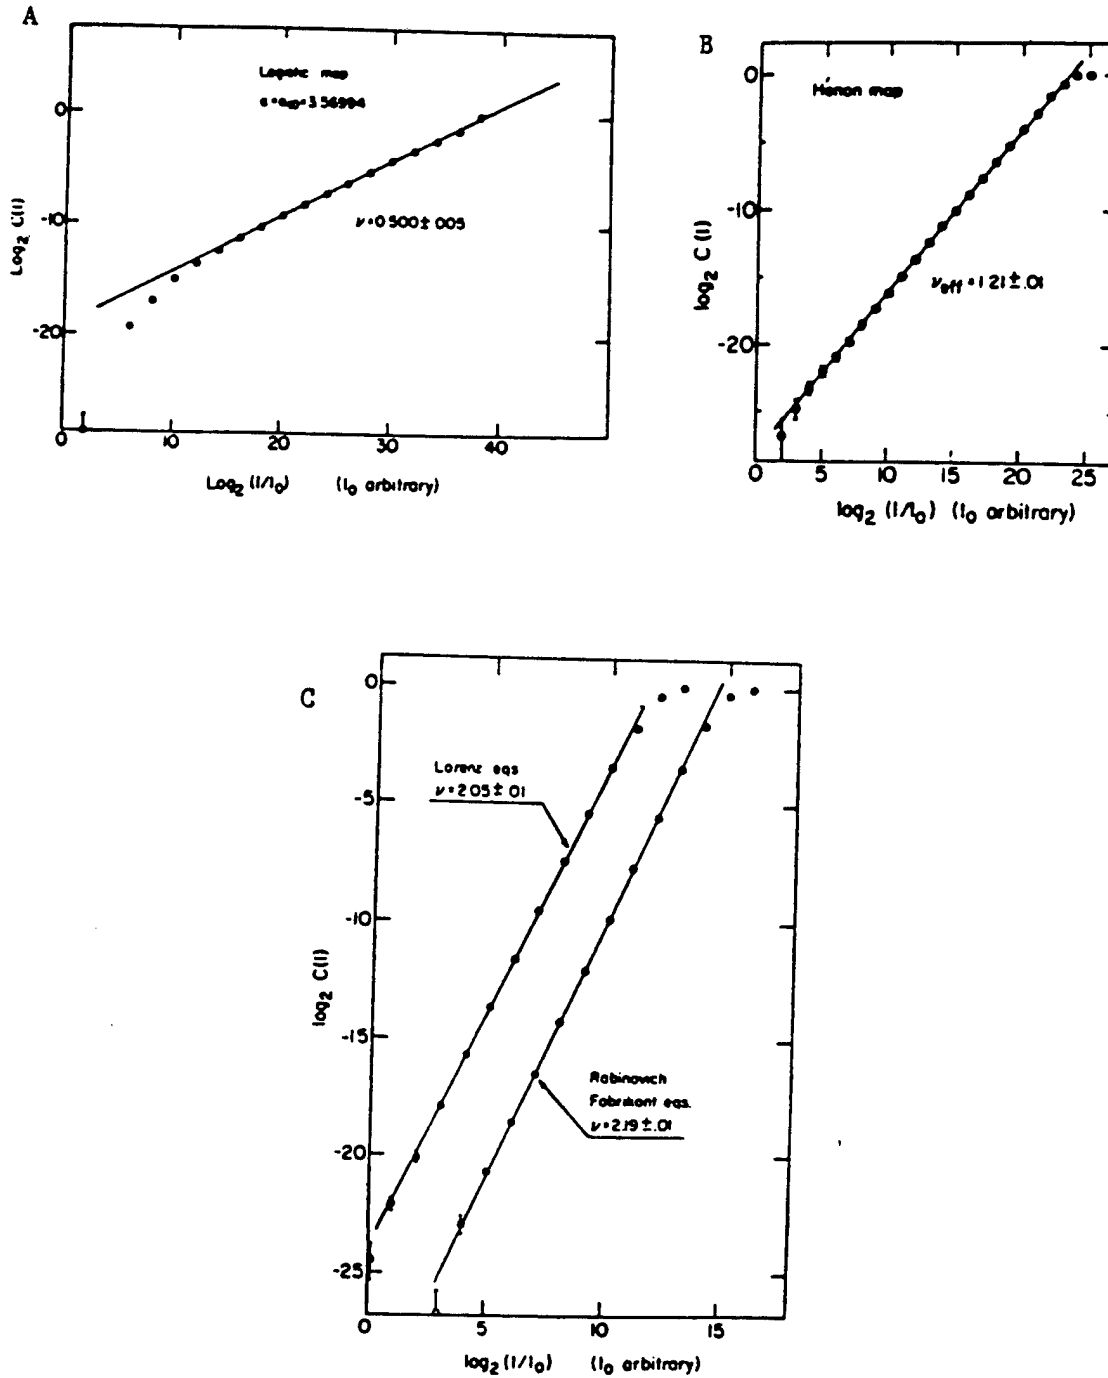 A
Logistic map
a=a∞=3.56994
ν=0.500±.005
Log₂ C(l)
0
-10
-20
0 10 20 30 40
Log₂ (l/l₀) (l₀ arbitrary)
B
Hénon map
ν eff = 1.21±.01
log₂ C(l)
0
-10
-20
0 5 10 15 20 25
log₂ (l/l₀) (l₀ arbitrary)
C
Lorenz eqs
ν=2.05±.01
Rabinovich
Fabrikant eqs.
ν=2.19±.01
log₂ C(l)
0
-5
-10
-15
-20
-25
0 5 10 15
log₂ (l/l₀) (l₀ arbitrary)